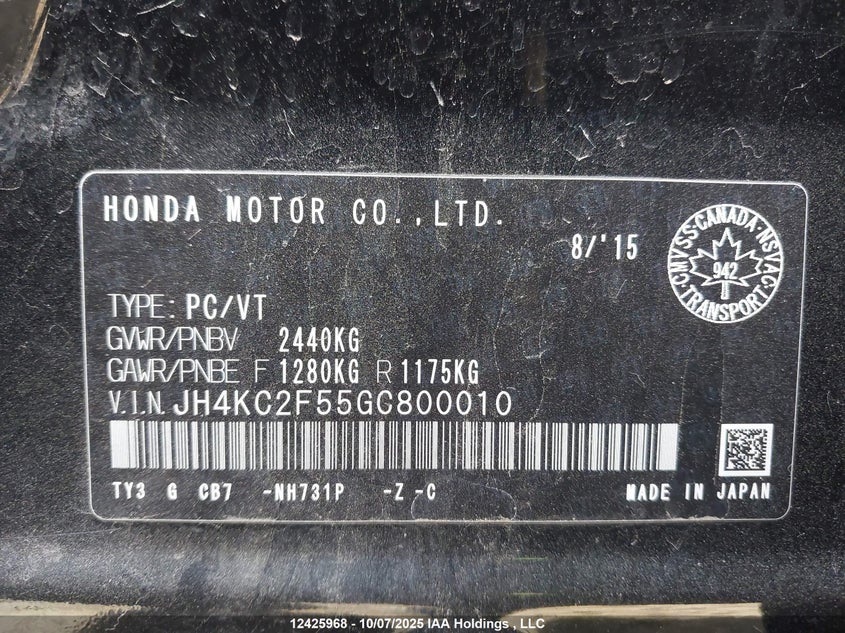 HONDA MOTOR CO.,LTD.
8/'15
CMVSS·CANADA·NSVAC·TRANSPORT·
942
TYPE: PC/VT
GVWR/PNBV 2440KG
GAWR/PNBE F 1280KG R 1175KG
V.I.N. JH4KC2F55GC800010
TY3 G CB7 -NH731P -Z -C
MADE IN JAPAN
12425968 - 10/07/2025 IAA Holdings , LLC